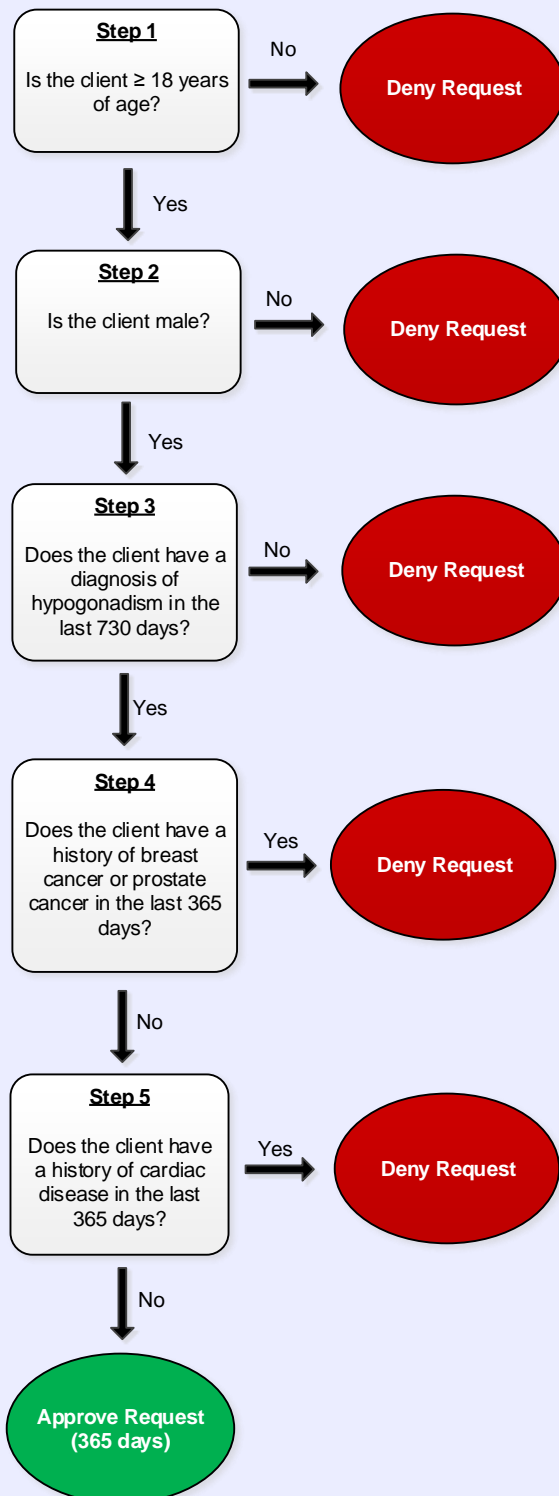 Step 1
Is the client ≥ 18 years
of age?
No
Deny Request
Yes
Step 2
Is the client male?
No
Deny Request
Yes
Step 3
Does the client have a
diagnosis of
hypogonadism in the
last 730 days?
No
Deny Request
Yes
Step 4
Does the client have a
history of breast
cancer or prostate
cancer in the last 365
days?
Yes
Deny Request
No
Step 5
Does the client have
a history of cardiac
disease in the last
365 days?
Yes
Deny Request
No
Approve Request
(365 days)